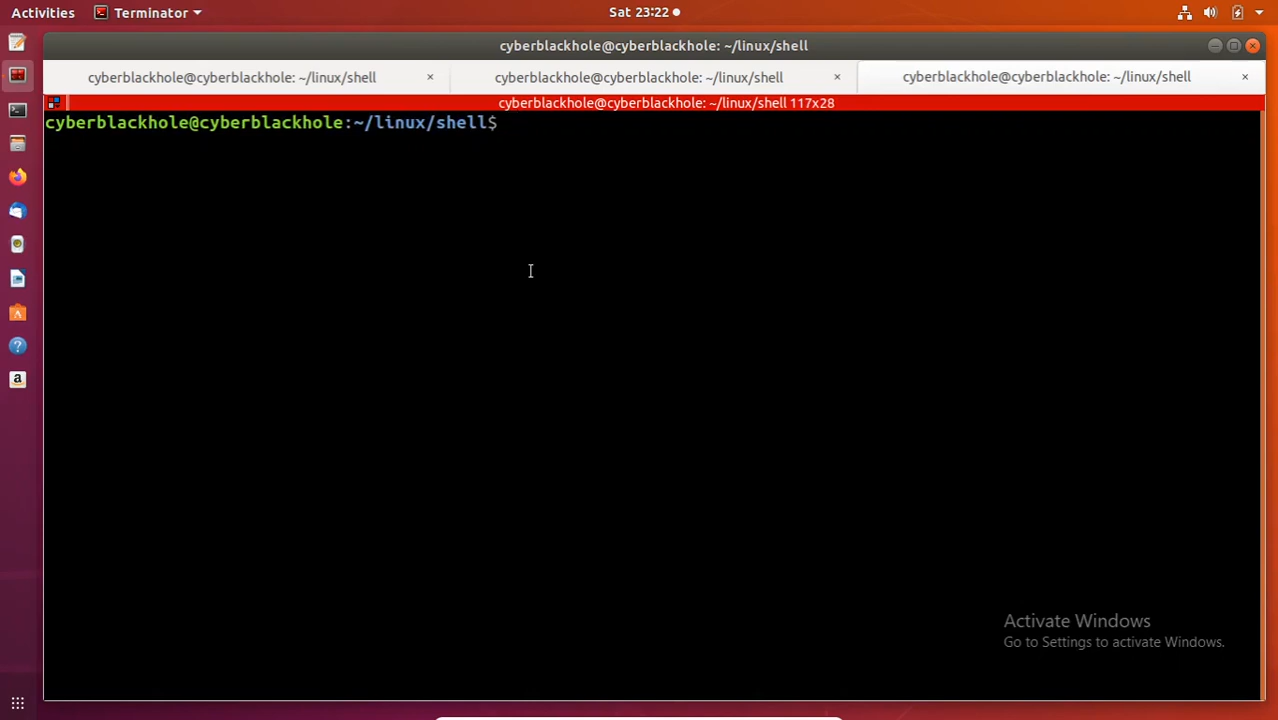 Activities Terminator Sat 23:22
cyberblackhole@cyberblackhole: ~/linux/shell
cyberblackhole@cyberblackhole: ~/linux/shell × cyberblackhole@cyberblackhole: ~/linux/shell × cyberblackhole@cyberblackhole: ~/linux/shell ×
cyberblackhole@cyberblackhole: ~/linux/shell 117x28
cyberblackhole@cyberblackhole:~/linux/shell$
Activate Windows
Go to Settings to activate Windows.